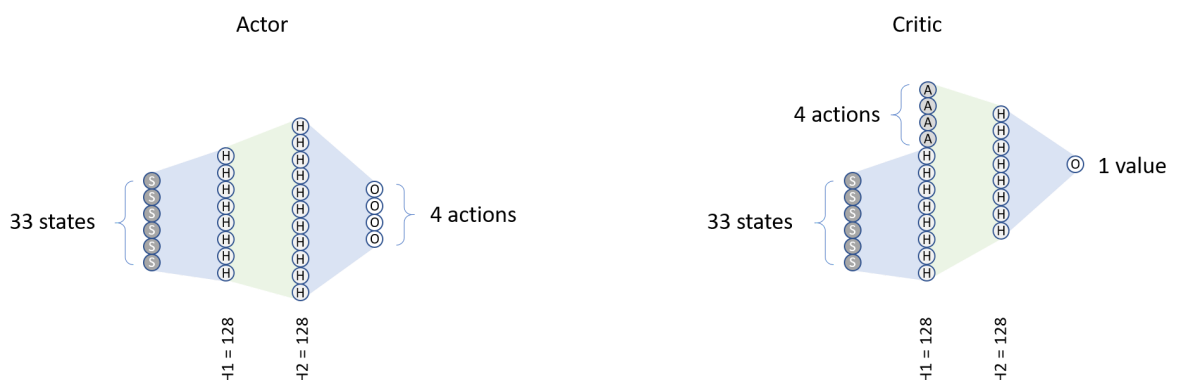 Actor
33 states
S
S
S
S
S
S
H
H
H
H
H
H
H
H
H1 = 128
H
H
H
H
H
H
H
H
H
H
H
H2 = 128
O
O
O
O
4 actions
Critic
4 actions
33 states
S
S
S
S
S
S
A
A
A
A
H
H
H
H
H
H
H
H
H1 = 128
H
H
H
H
H
H
H
H
H2 = 128
O
1 value